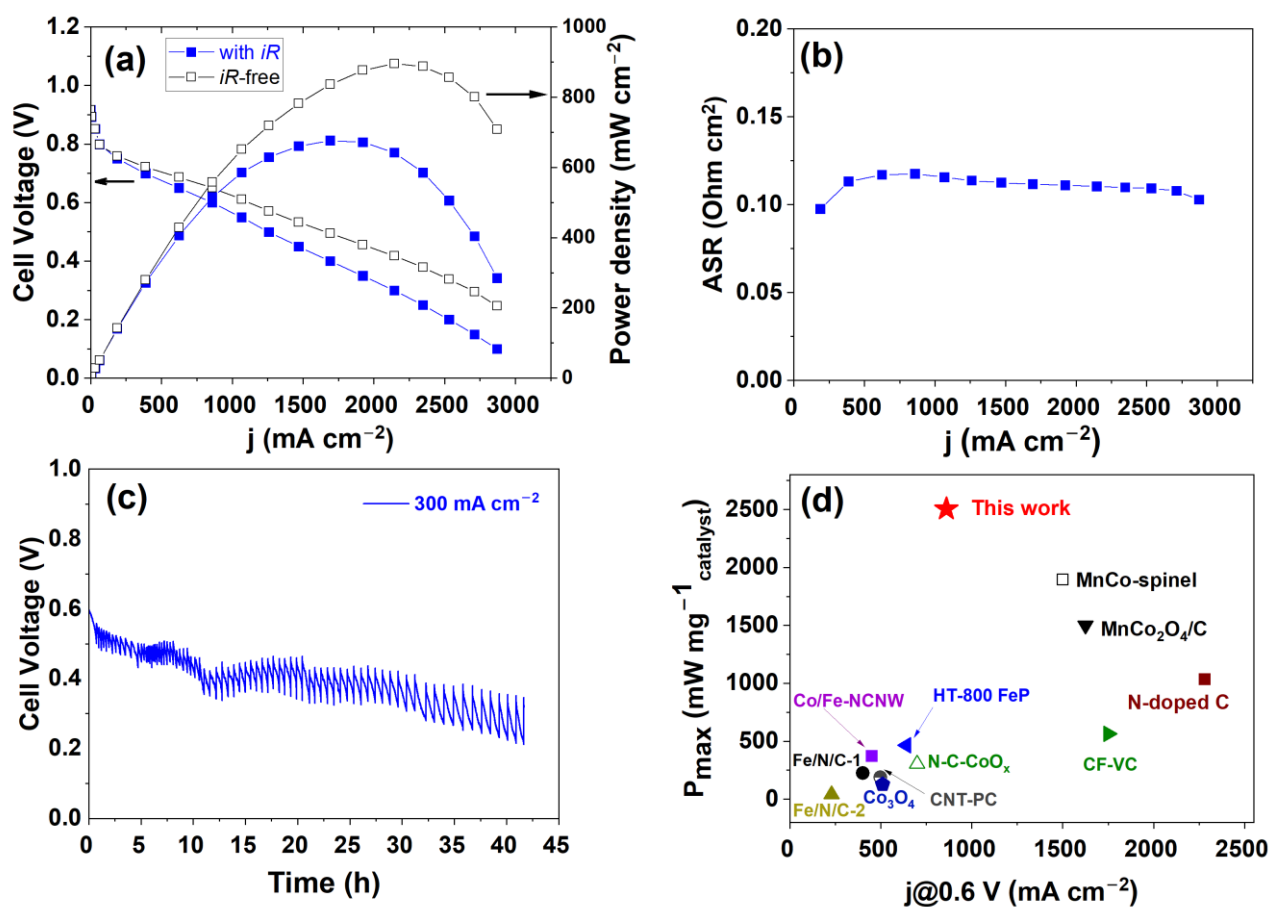 (a)
with iR
iR-free
Cell Voltage (V)
1.2
1.0
0.8
0.6
0.4
0.2
0.0
1000
800
600
400
200
0
Power density (mW cm⁻²)
0 500 1000 1500 2000 2500 3000
j (mA cm⁻²)
(b)
ASR (Ohm cm²)
0.20
0.15
0.10
0.05
0.00
0 500 1000 1500 2000 2500 3000
j (mA cm⁻²)
(c)
300 mA cm⁻²
Cell Voltage (V)
1.0
0.8
0.6
0.4
0.2
0.0
0 5 10 15 20 25 30 35 40 45
Time (h)
(d)
Pmax (mW mg⁻¹ catalyst)
2500
2000
1500
1000
500
0
This work
MnCo-spinel
MnCo₂O₄/C
N-doped C
Co/Fe-NCNW
HT-800 FeP
Fe/N/C-1
N-C-CoOₓ
CF-VC
Fe/N/C-2
Co₃O₄
CNT-PC
0 500 1000 1500 2000 2500
j@0.6 V (mA cm⁻²)